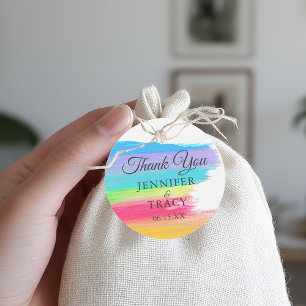 Thank You
JENNIFER
&
TRACY
06.15.XX